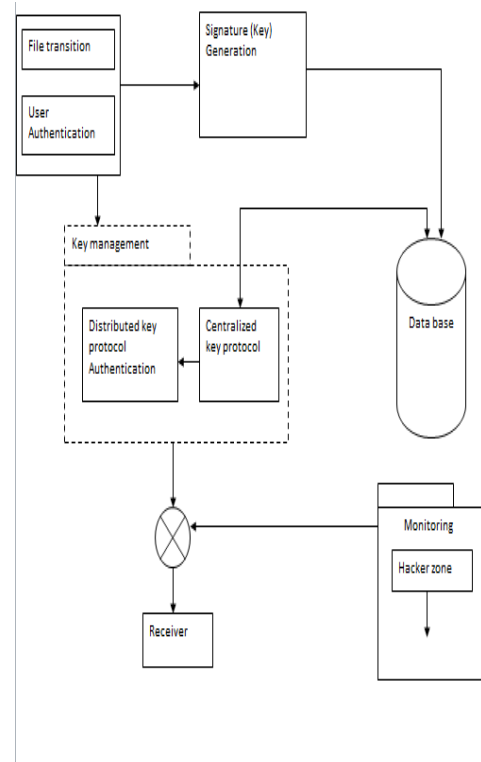 File transition
Signature (Key)
Generation
User
Authentication
Key management
Distributed key
protocol
Authentication
Centralized
key protocol
Data base
Monitoring
Hacker zone
Receiver